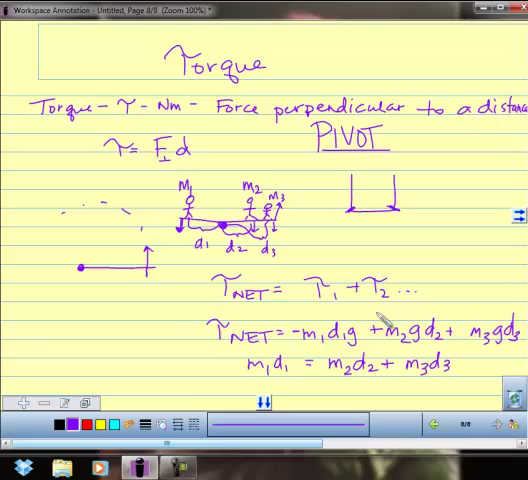 Workspace Annotation - Untitled, Page 8/8 (Zoom 100%) *
Torque
Torque - τ - Nm - Force perpendicular to a distance
τ = F⊥d
PIVOT
M1 m2 m3
d1 d2 d3
τNET = τ1 + τ2 ...
τNET = -m1d1g + m2gd2 + m3gd3
m1d1 = m2d2 + m3d3
8/8